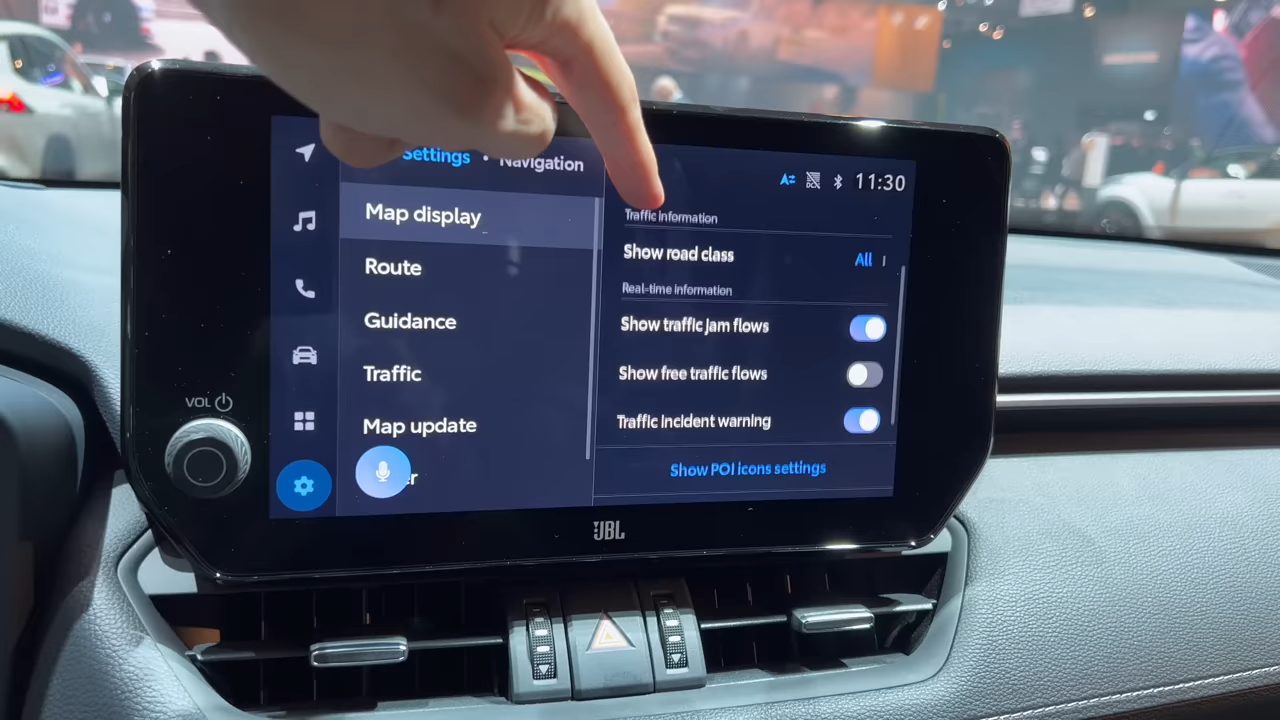 Settings • Navigation
11:30
Map display
Route
Guidance
Traffic
Map update
Traffic information
Show road class All
Real-time information
Show traffic jam flows
Show free traffic flows
Traffic incident warning
Show POI icons settings
VOL
JBL